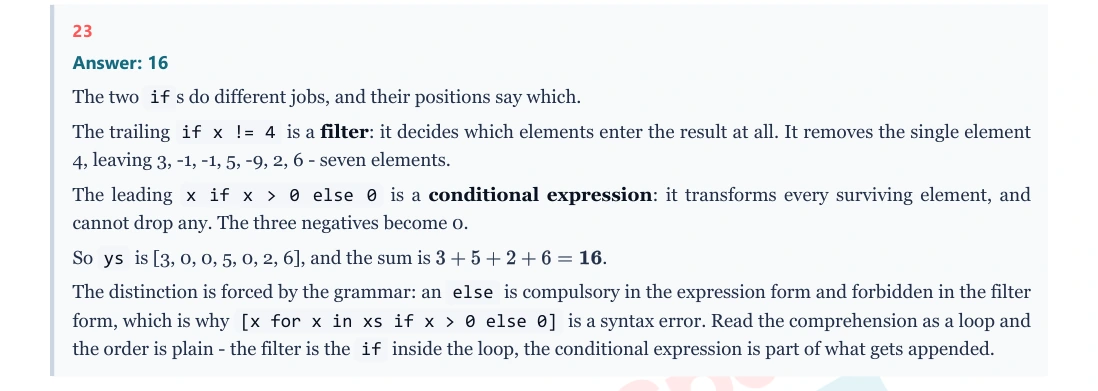 23
Answer: 16
The two if s do different jobs, and their positions say which.
The trailing if x != 4 is a filter: it decides which elements enter the result at all. It removes the single element
4, leaving 3, -1, -1, 5, -9, 2, 6 - seven elements.
The leading x if x > 0 else 0 is a conditional expression: it transforms every surviving element, and
cannot drop any. The three negatives become 0.
So ys is [3, 0, 0, 5, 0, 2, 6], and the sum is 3 + 5 + 2 + 6 = 16.
The distinction is forced by the grammar: an else is compulsory in the expression form and forbidden in the filter
form, which is why [x for x in xs if x > 0 else 0] is a syntax error. Read the comprehension as a loop and
the order is plain - the filter is the if inside the loop, the conditional expression is part of what gets appended.